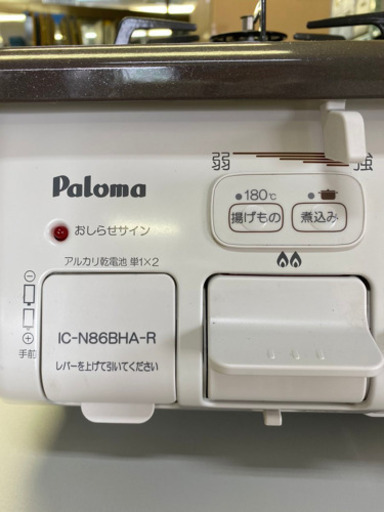 弱 強
Paloma
180℃
揚げもの
煮込み
おしらせサイン
アルカリ乾電池 単1×2
手前
IC-N86BHA-R
レバーを上げて引いてください